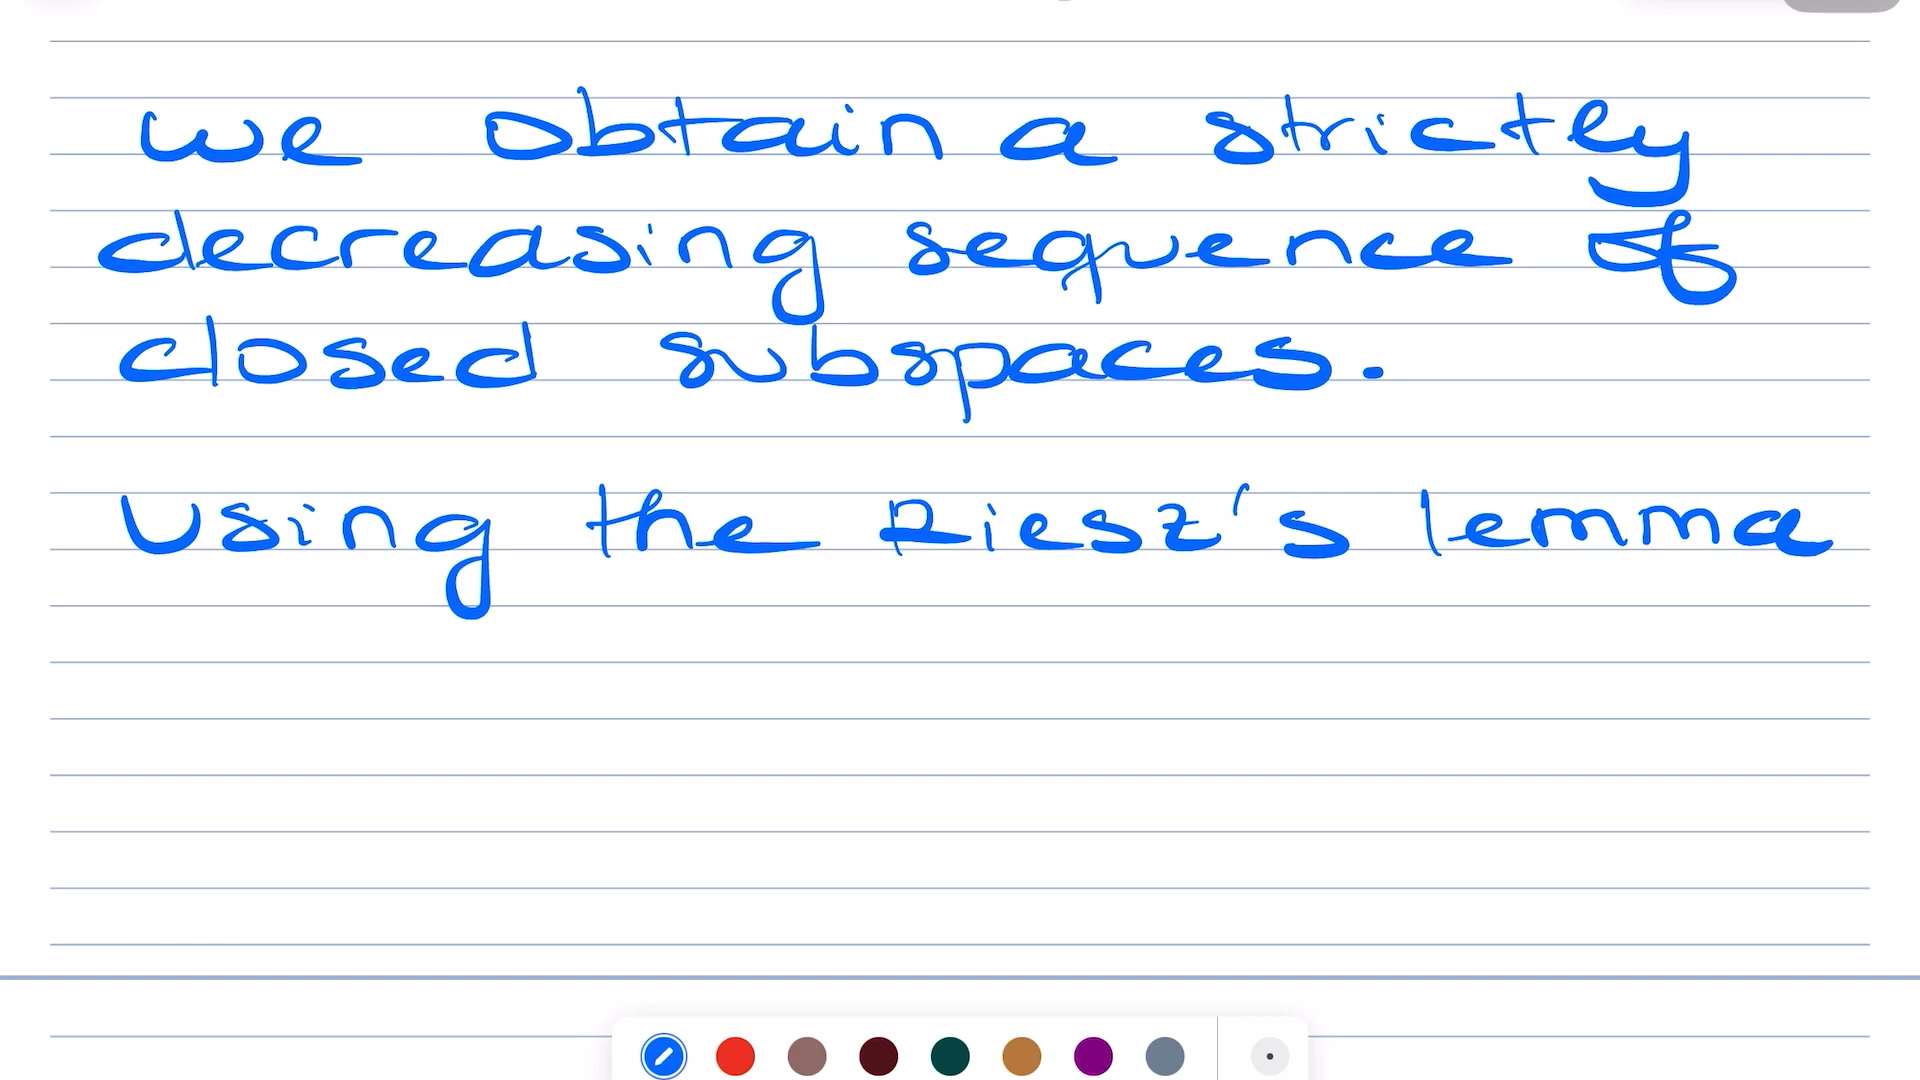 we obtain a strictly
decreasing sequence of
closed subspaces.
Using the Riesz's lemma